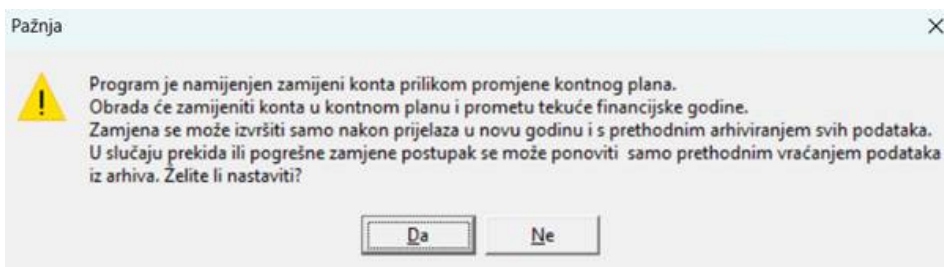 Pažnja
Program je namijenjen zamijeni konta prilikom promjene kontnog plana.
Obrada će zamijeniti konta u kontnom planu i prometu tekuće financijske godine.
Zamjena se može izvršiti samo nakon prijelaza u novu godinu i s prethodnim arhiviranjem svih podataka.
U slučaju prekida ili pogrešne zamjene postupak se može ponoviti samo prethodnim vraćanjem podataka
iz arhiva. Želite li nastaviti?
Da Ne